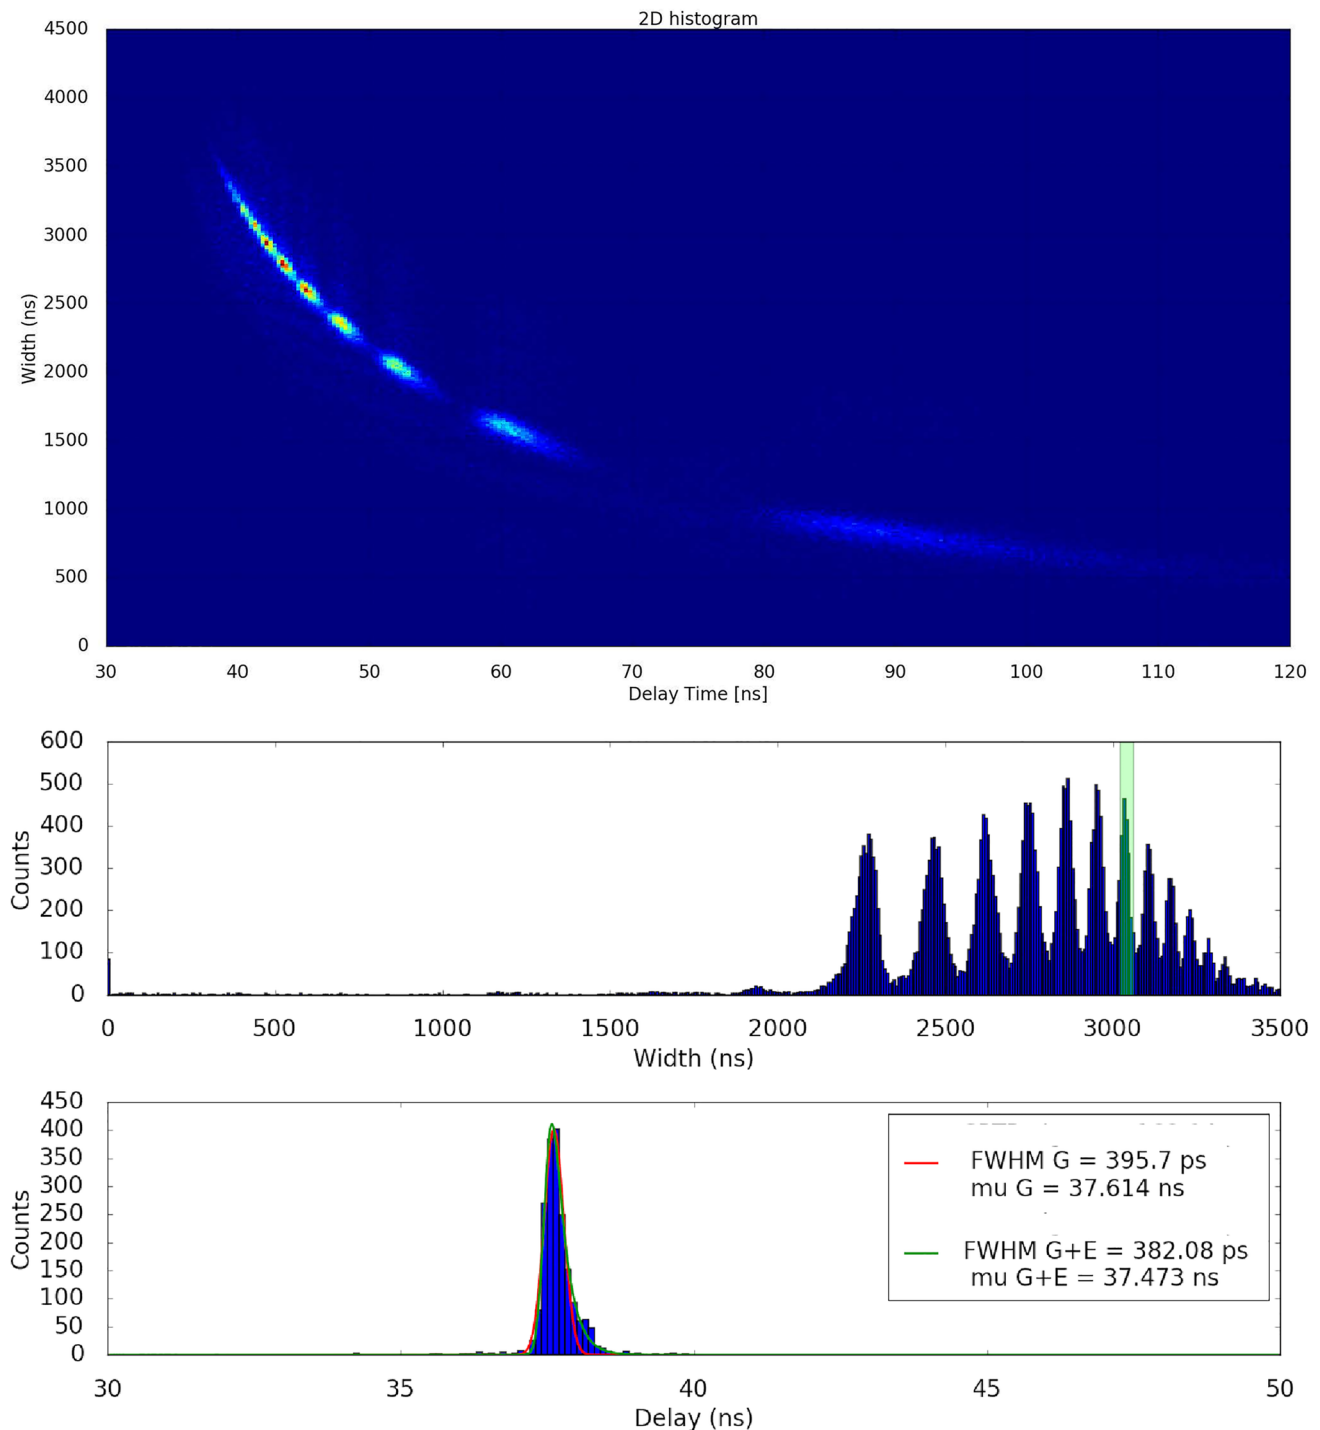 2D histogram
4500
4000
3500
3000
2500
2000
1500
1000
500
0
Width (ns)
30 40 50 60 70 80 90 100 110 120
Delay Time [ns]
600
500
400
300
200
100
0
Counts
0 500 1000 1500 2000 2500 3000 3500
Width (ns)
450
400
350
300
250
200
150
100
50
0
Counts
FWHM G = 395.7 ps
mu G = 37.614 ns
FWHM G+E = 382.08 ps
mu G+E = 37.473 ns
30 35 40 45 50
Delay (ns)